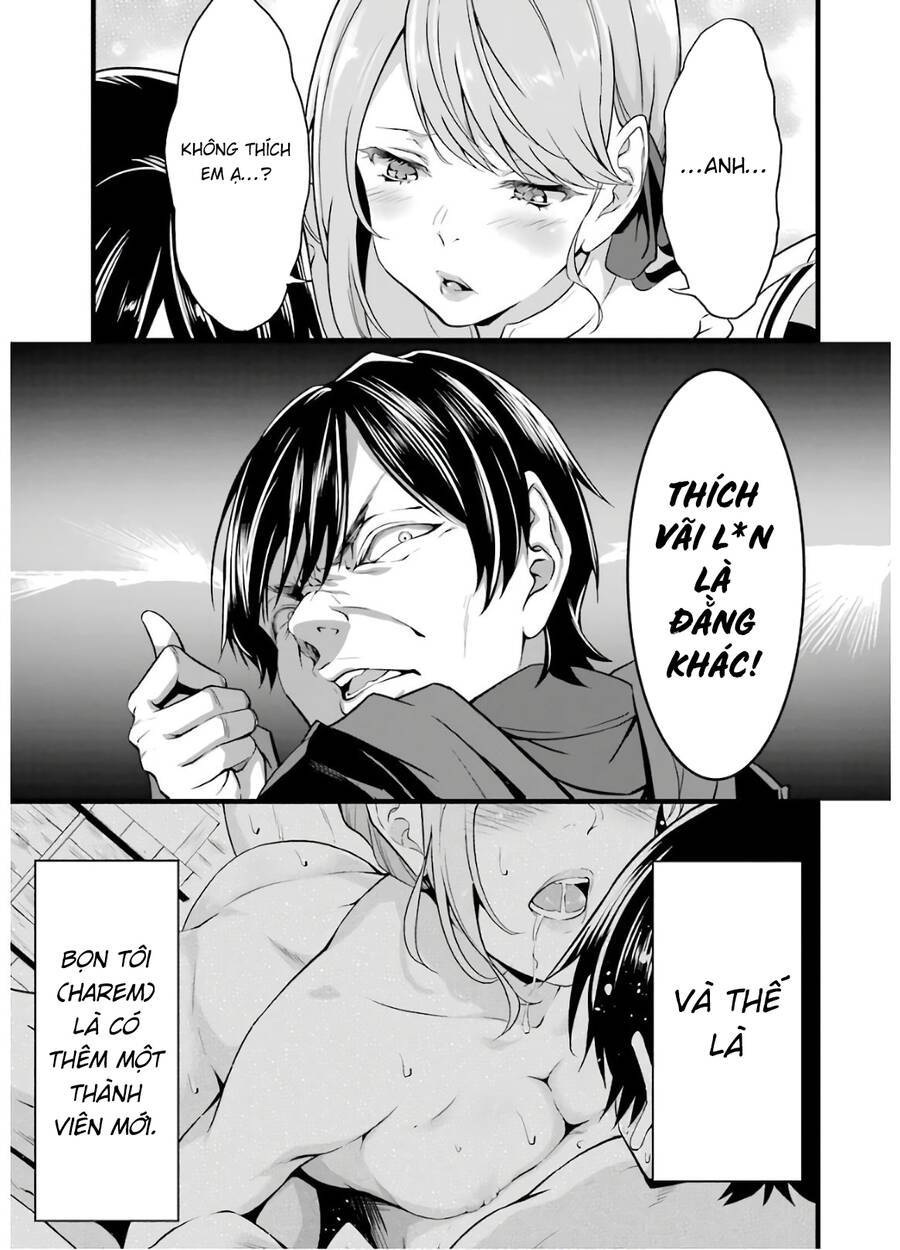 ...ANH...
KHÔNG THÍCH
EM Ạ...?
THÍCH
VÃI L*N
LÀ
ĐẰNG
KHÁC!
VÀ THẾ
LÀ
BỌN TÔI
(HAREM)
LÀ CÓ
THÊM MỘT
THÀNH
VIÊN MỚI.